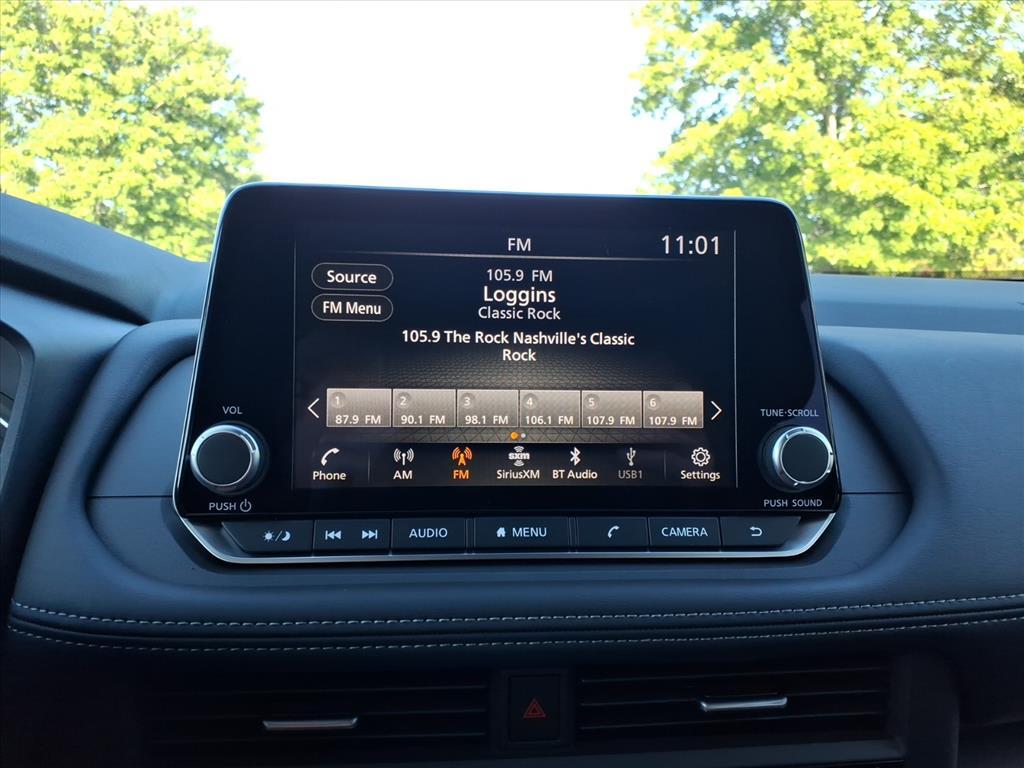 FM
11:01
Source
105.9 FM
Loggins
FM Menu
Classic Rock
105.9 The Rock Nashville's Classic
Rock
1 2 3 4 5 6
87.9 FM 90.1 FM 98.1 FM 106.1 FM 107.9 FM 107.9 FM
VOL
TUNE·SCROLL
sxm
Phone AM FM SiriusXM BT Audio USB1 Settings
PUSH
PUSH SOUND
AUDIO MENU CAMERA